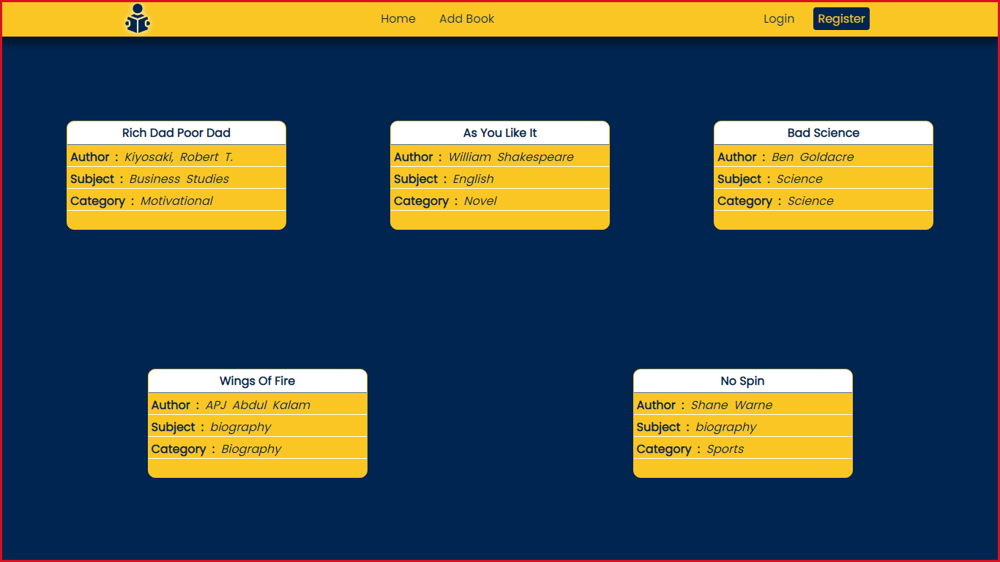 Home
Add Book
Login
Register
Rich Dad Poor Dad
Author : Kiyosaki, Robert T.
Subject : Business Studies
Category : Motivational
As You Like It
Author : William Shakespeare
Subject : English
Category : Novel
Bad Science
Author : Ben Goldacre
Subject : Science
Category : Science
Wings Of Fire
Author : APJ Abdul Kalam
Subject : biography
Category : Biography
No Spin
Author : Shane Warne
Subject : biography
Category : Sports